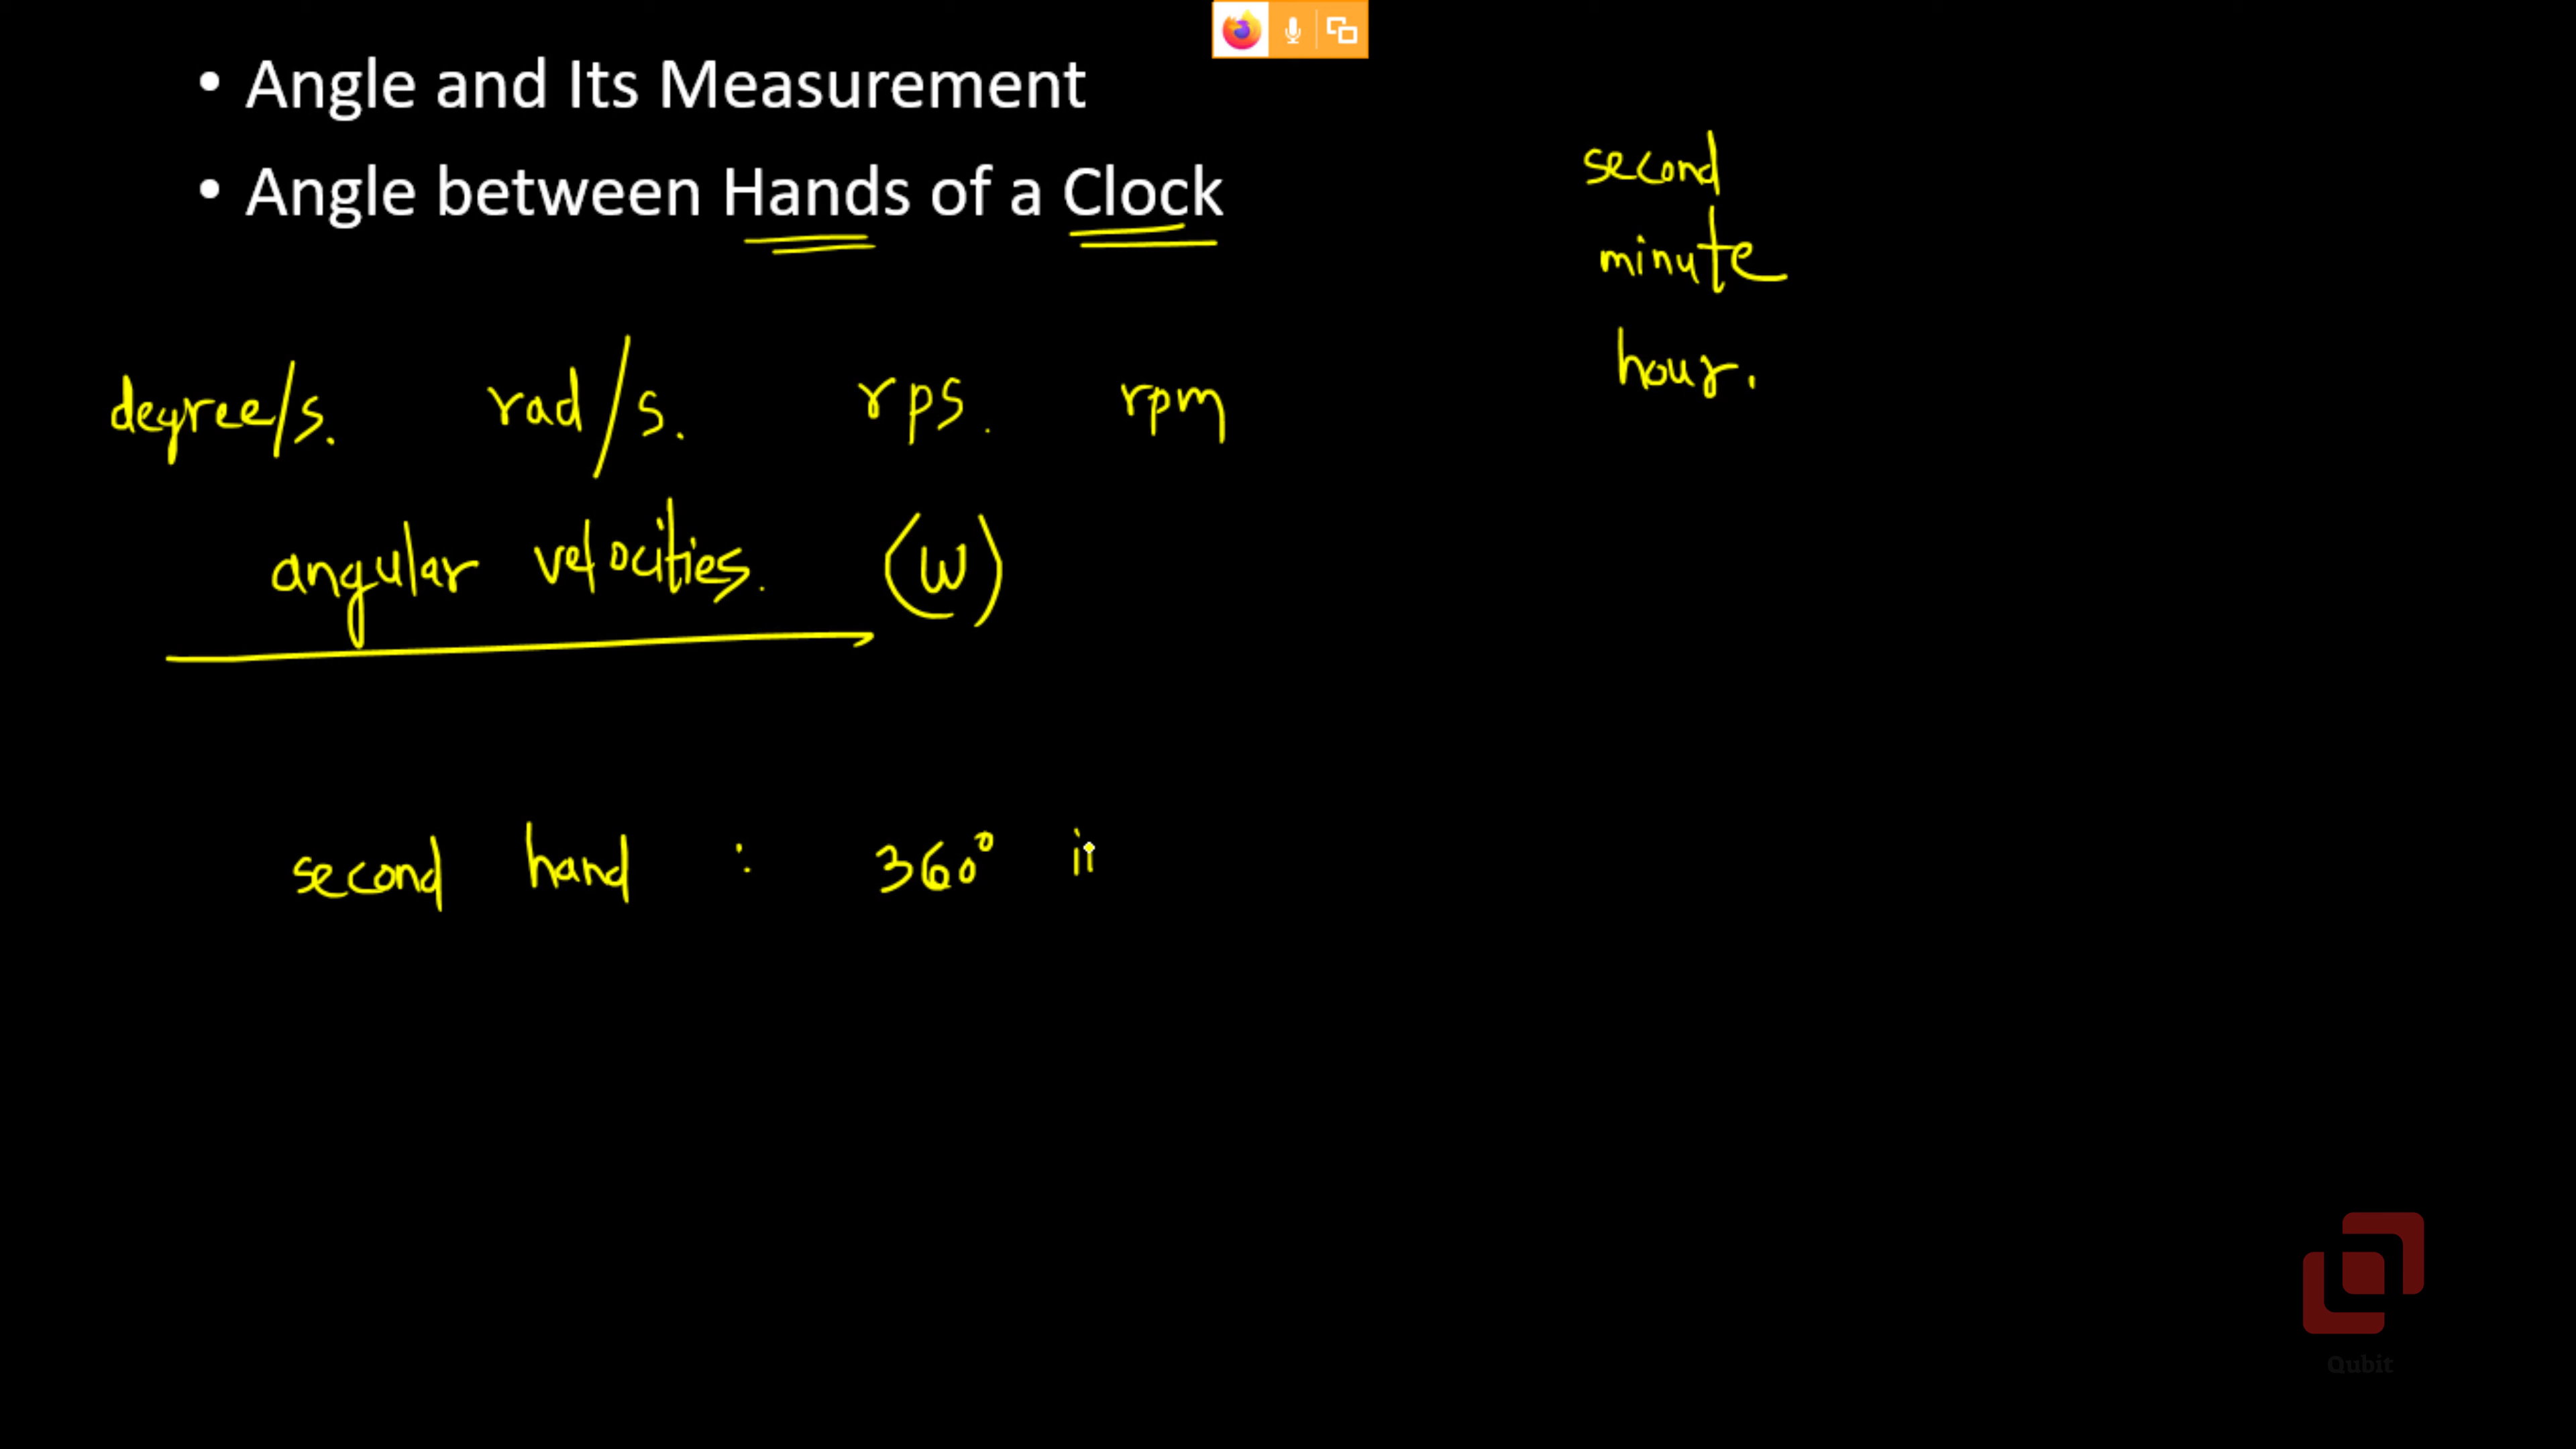 • Angle and Its Measurement
• Angle between Hands of a Clock
second
minute
hour.
degree/s. rad/s. rps. rpm
angular velocities. (ω)
second hand : 360°
Qubit